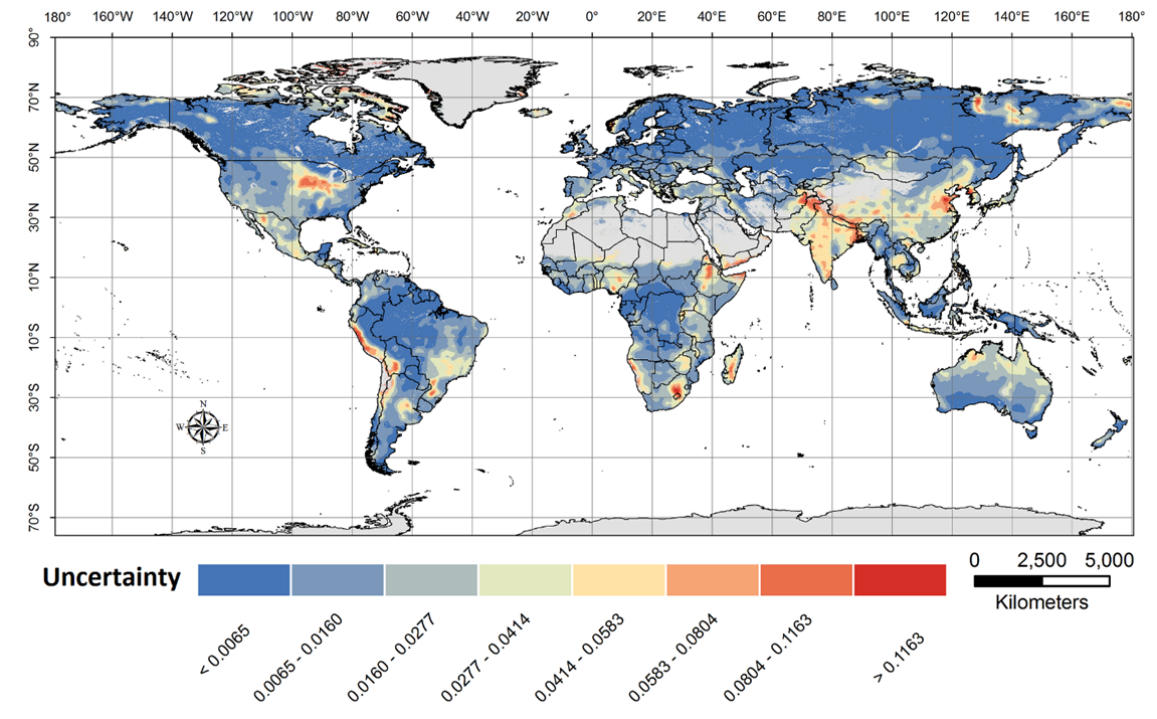 180° 160°W 140°W 120°W 100°W 80°W 60°W 40°W 20°W 0° 20°E 40°E 60°E 80°E 100°E 120°E 140°E 160°E 180°
90°
70°N
50°N
30°N
10°N
10°S
30°S
50°S
70°S
N
W E
S
Uncertainty
< 0.0065
0.0065 - 0.0160
0.0160 - 0.0277
0.0277 - 0.0414
0.0414 - 0.0583
0.0583 - 0.0804
0.0804 - 0.1163
> 0.1163
0 2,500 5,000
Kilometers